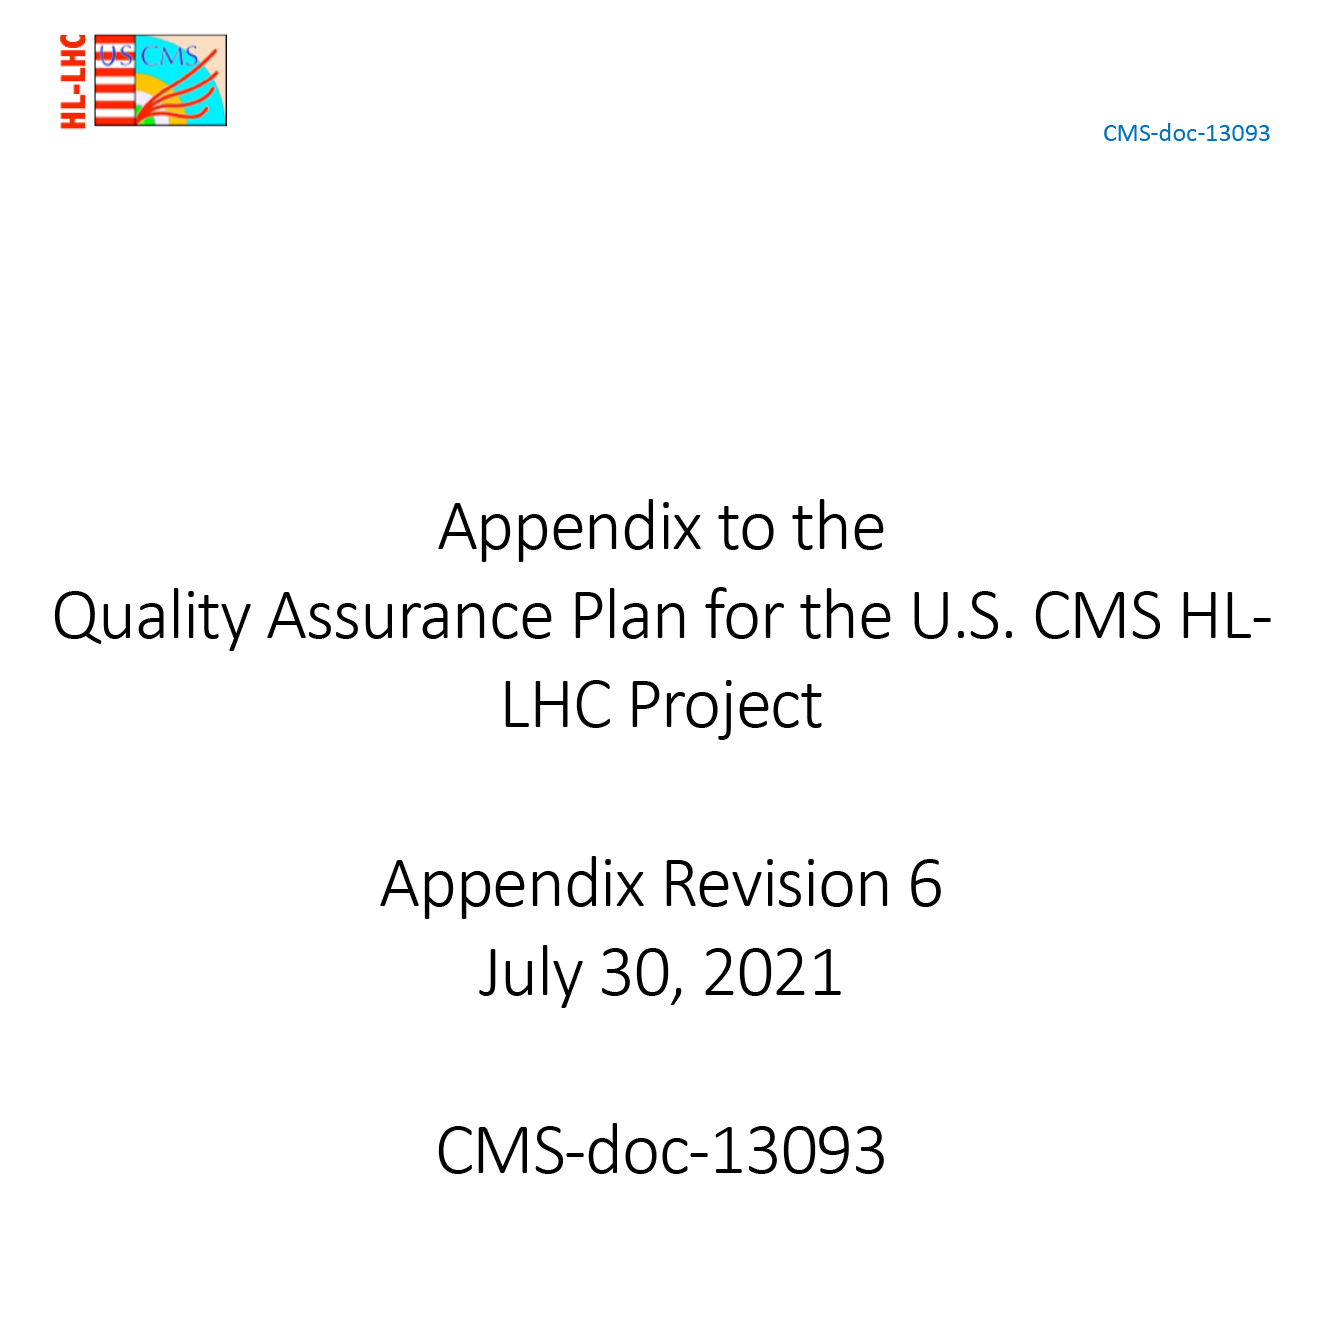 HL-LHC
US CMS
CMS-doc-13093
Appendix to the
Quality Assurance Plan for the U.S. CMS HL-
LHC Project
Appendix Revision 6
July 30, 2021
CMS-doc-13093